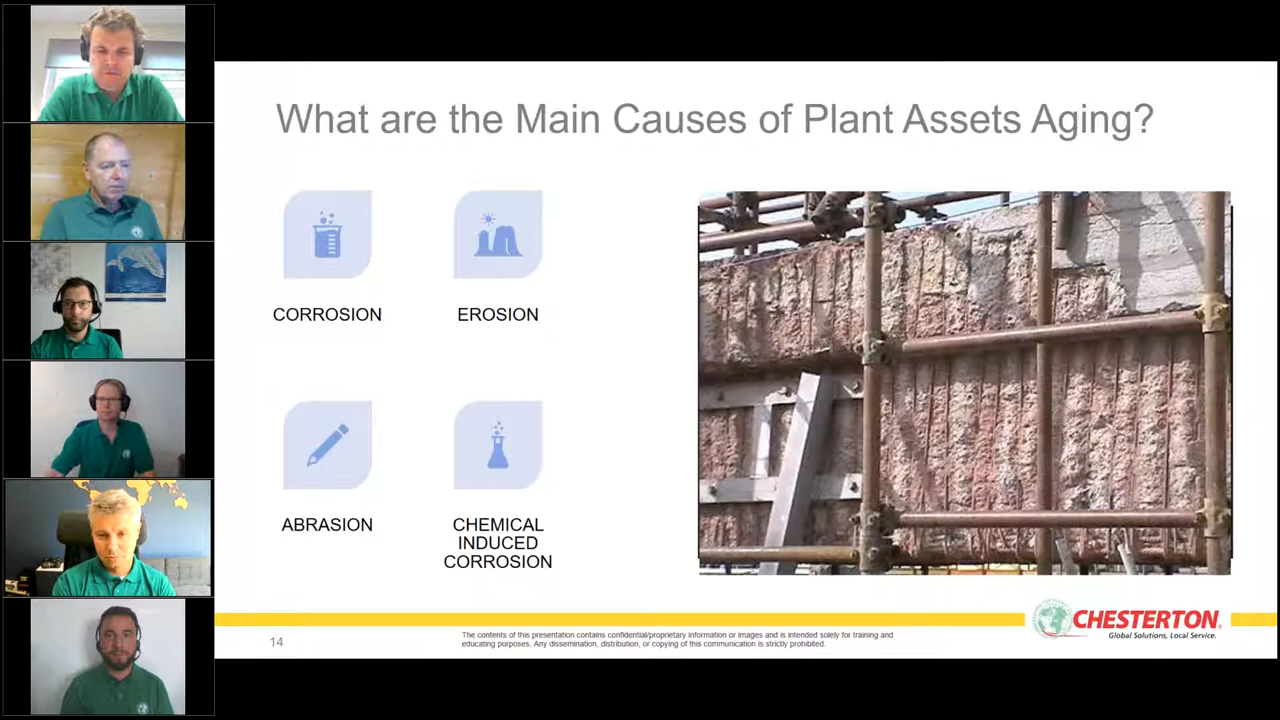 What are the Main Causes of Plant Assets Aging?
CORROSION
EROSION
ABRASION
CHEMICAL
INDUCED
CORROSION
14
The contents of this presentation contains confidential/proprietary information or images and is intended solely for training and
educating purposes. Any dissemination, distribution, or copying of this communication is strictly prohibited.
CHESTERTON
Global Solutions, Local Service.